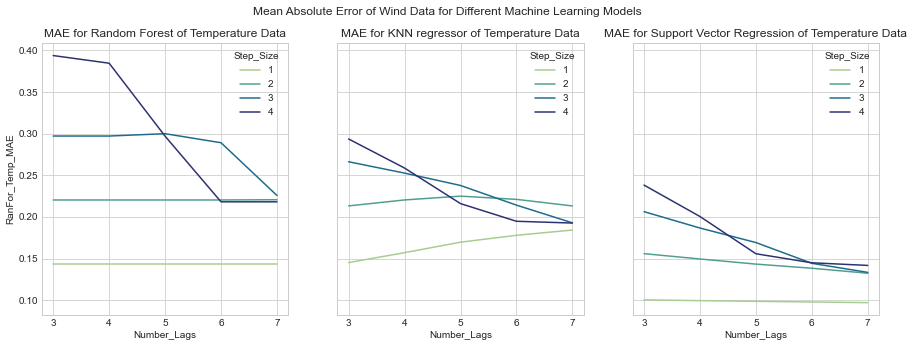 Mean Absolute Error of Wind Data for Different Machine Learning Models
MAE for Random Forest of Temperature Data
RanFor_Temp_MAE
0.40
0.35
0.30
0.25
0.20
0.15
0.10
Step_Size
1
2
3
4
3 4 5 6 7
Number_Lags
MAE for KNN regressor of Temperature Data
Step_Size
1
2
3
4
3 4 5 6 7
Number_Lags
MAE for Support Vector Regression of Temperature Data
Step_Size
1
2
3
4
3 4 5 6 7
Number_Lags